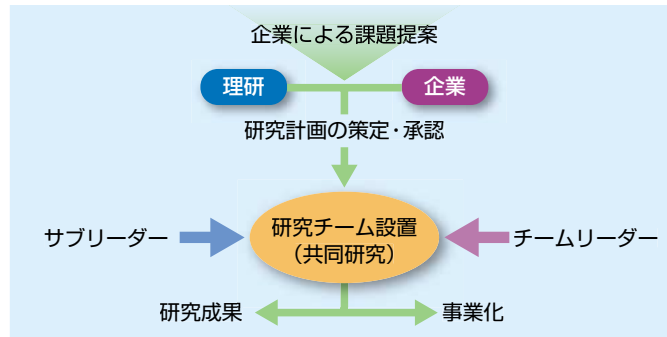 企業による課題提案
理研
企業
研究計画の策定・承認
サブリーダー
研究チーム設置
（共同研究）
チームリーダー
研究成果
事業化